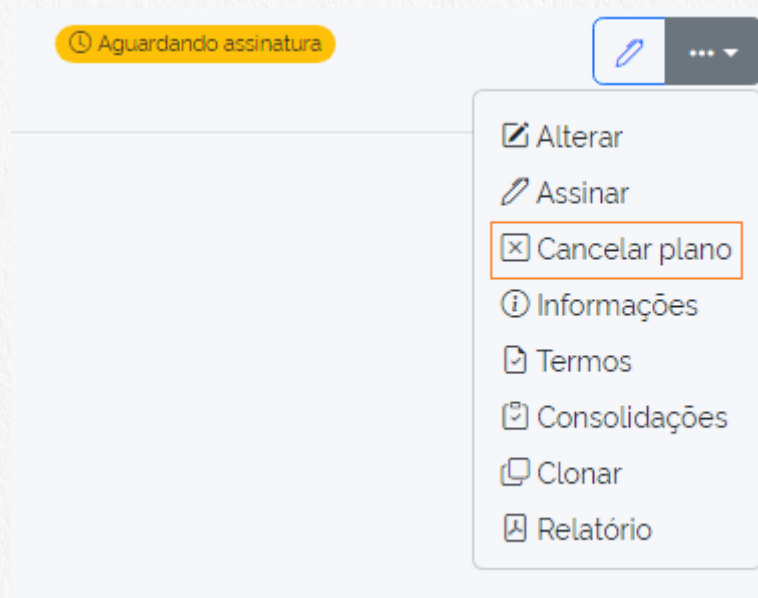 Aguardando assinatura
Alterar
Assinar
Cancelar plano
Informações
Termos
Consolidações
Clonar
Relatório